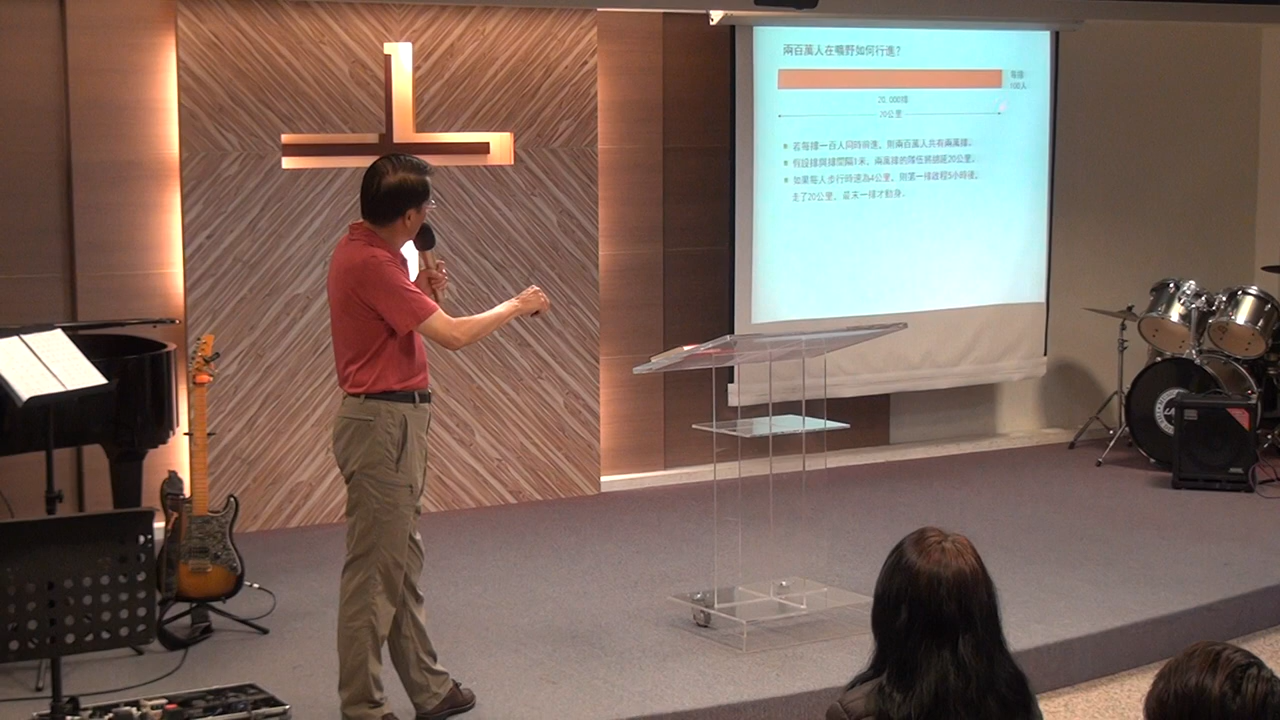 兩百萬人在曠野如何行進?
每排
100人
20,000排
20公里
若每排一百人同時前進，則兩百萬人共有兩萬排。
假設排與排間隔1米，兩萬排的隊伍將綿延20公里。
如果每人步行時速為4公里，則第一排啟程5小時後，
走了20公里，最末一排才動身。